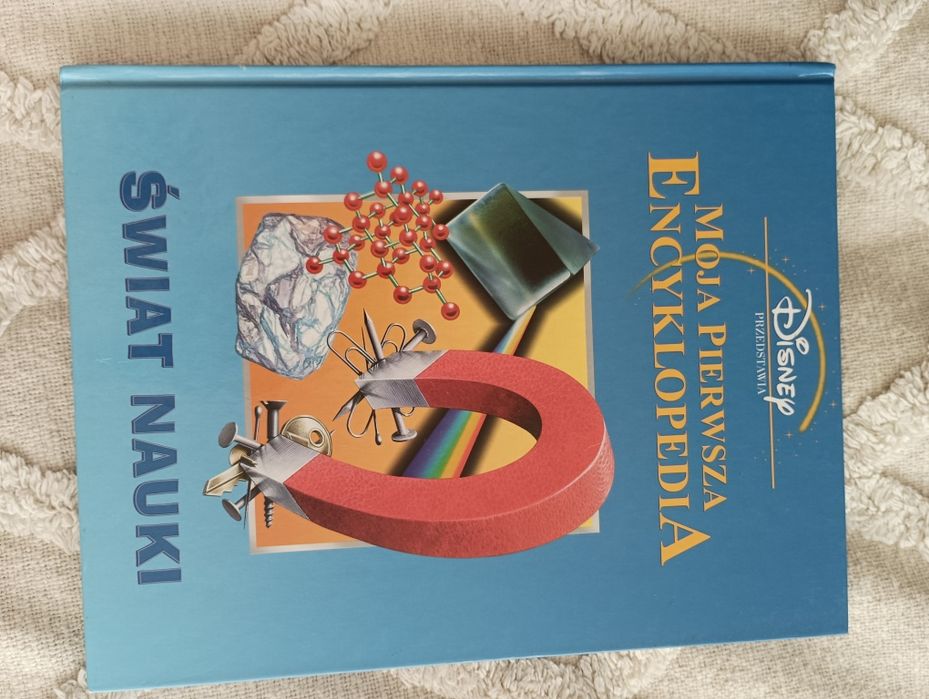 DISNEY
PRZEDSTAWIA
MOJA PIERWSZA
ENCYKLOPEDIA
ŚWIAT NAUKI